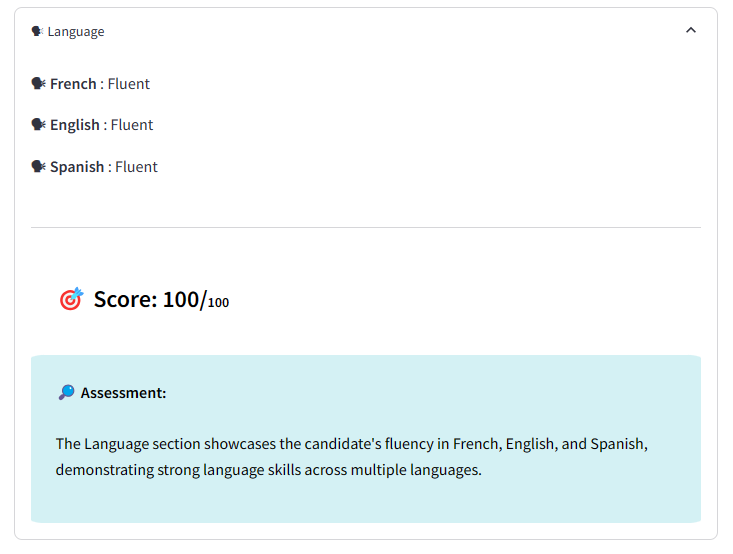 🗣 Language
🗣 French : Fluent
🗣 English : Fluent
🗣 Spanish : Fluent
🎯 Score: 100/100
🔎 Assessment:
The Language section showcases the candidate's fluency in French, English, and Spanish,
demonstrating strong language skills across multiple languages.